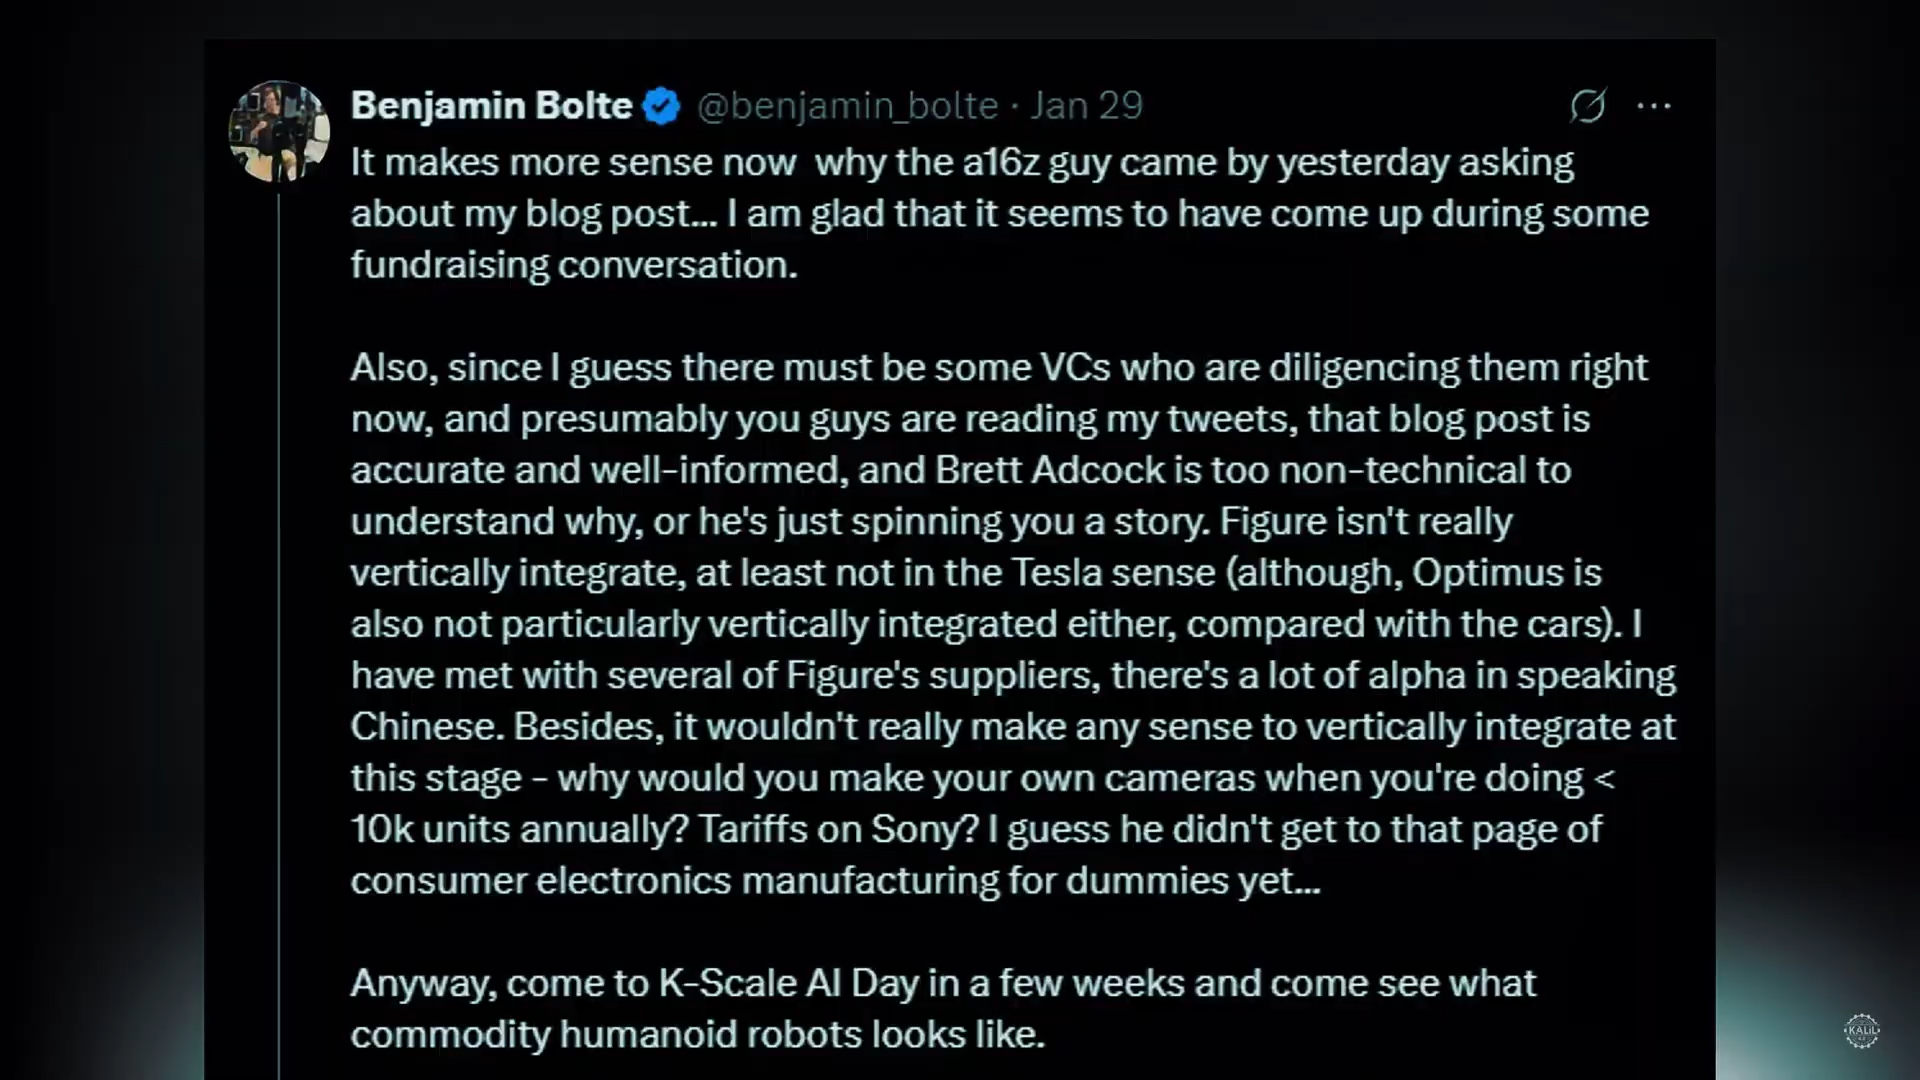 Benjamin Bolte @benjamin_bolte · Jan 29
It makes more sense now why the a16z guy came by yesterday asking
about my blog post... I am glad that it seems to have come up during some
fundraising conversation.
Also, since I guess there must be some VCs who are diligencing them right
now, and presumably you guys are reading my tweets, that blog post is
accurate and well-informed, and Brett Adcock is too non-technical to
understand why, or he's just spinning you a story. Figure isn't really
vertically integrate, at least not in the Tesla sense (although, Optimus is
also not particularly vertically integrated either, compared with the cars). I
have met with several of Figure's suppliers, there's a lot of alpha in speaking
Chinese. Besides, it wouldn't really make any sense to vertically integrate at
this stage - why would you make your own cameras when you're doing <
10k units annually? Tariffs on Sony? I guess he didn't get to that page of
consumer electronics manufacturing for dummies yet...
Anyway, come to K-Scale AI Day in a few weeks and come see what
commodity humanoid robots looks like.
KALIL